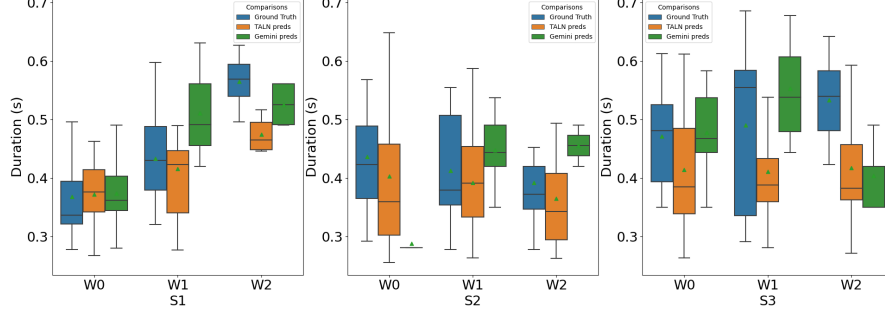 0.7
0.6
0.5
0.4
0.3
Duration (s)
Comparisons
Ground Truth
TALN preds
Gemini preds
W0
W1
W2
S1
0.7
0.6
0.5
0.4
0.3
Duration (s)
Comparisons
Ground Truth
TALN preds
Gemini preds
W0
W1
W2
S2
0.7
0.6
0.5
0.4
0.3
Duration (s)
Comparisons
Ground Truth
TALN preds
Gemini preds
W0
W1
W2
S3